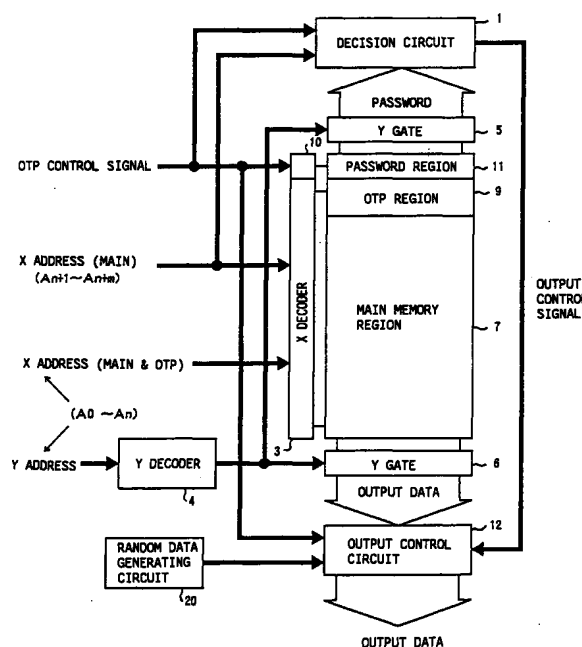 1
DECISION CIRCUIT
PASSWORD
10
Y GATE
5
OTP CONTROL SIGNAL
PASSWORD REGION
11
OTP REGION
9
X ADDRESS (MAIN)
(An+1~An+m)
X DECODER
MAIN MEMORY
REGION
7
OUTPUT
CONTROL
SIGNAL
X ADDRESS (MAIN & OTP)
(A0 ~An)
Y ADDRESS
Y DECODER
4
3
Y GATE
6
OUTPUT DATA
12
RANDOM DATA
GENERATING
CIRCUIT
20
OUTPUT CONTROL
CIRCUIT
OUTPUT DATA